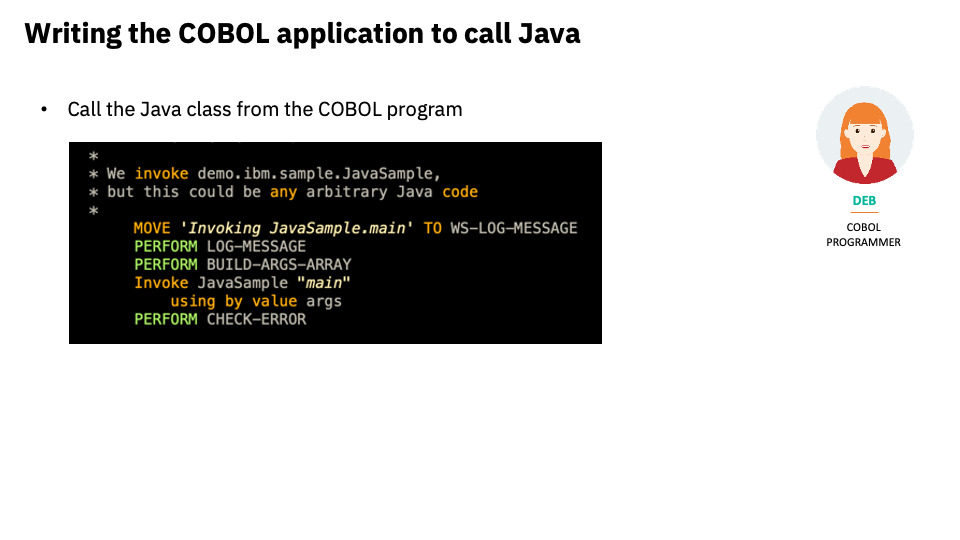 Writing the COBOL application to call Java
• Call the Java class from the COBOL program
*
* We invoke demo.ibm.sample.JavaSample,
* but this could be any arbitrary Java code
*
MOVE 'Invoking JavaSample.main' TO WS-LOG-MESSAGE
PERFORM LOG-MESSAGE
PERFORM BUILD-ARGS-ARRAY
Invoke JavaSample "main"
using by value args
PERFORM CHECK-ERROR
DEB
COBOL
PROGRAMMER